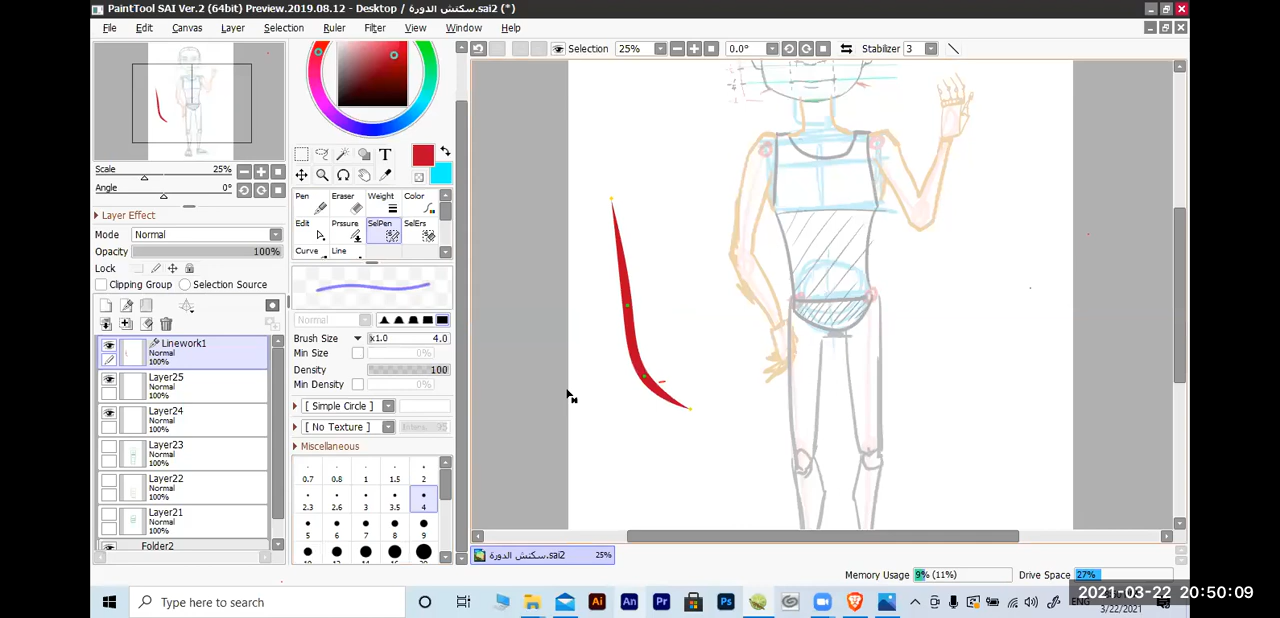 PaintTool SAI Ver.2 (64bit) Preview.2019.08.12 - Desktop / سكتش الدورة.sai2 (*)
File Edit Canvas Layer Selection Ruler Filter View Window Help
Selection 25% 0.0° Stabilizer 3
Scale 25%
Angle 0°
Layer Effect
Mode Normal
Opacity 100%
Lock
Clipping Group Selection Source
Linework1
Normal
100%
Layer25
Normal
100%
Layer24
Normal
100%
Layer23
Normal
100%
Layer22
Normal
100%
Layer21
Normal
100%
Folder2
T
Pen Eraser Weight Color
Edit Prssure SelPen SelErs
Curve Line
Normal
Brush Size x1.0 4.0
Min Size 0%
Density 100
Min Density 0%
[ Simple Circle ]
[ No Texture ] 95
Miscellaneous
0.7 0.8 1 1.5 2
2.3 2.6 3 3.5 4
5 6 7 8 9
سكتش الدورة.sai2 25%
Memory Usage 9% (11%) Drive Space 27%
Type here to search
Ai An Pr Ps
2021-03-22 20:50:09
3/22/2021